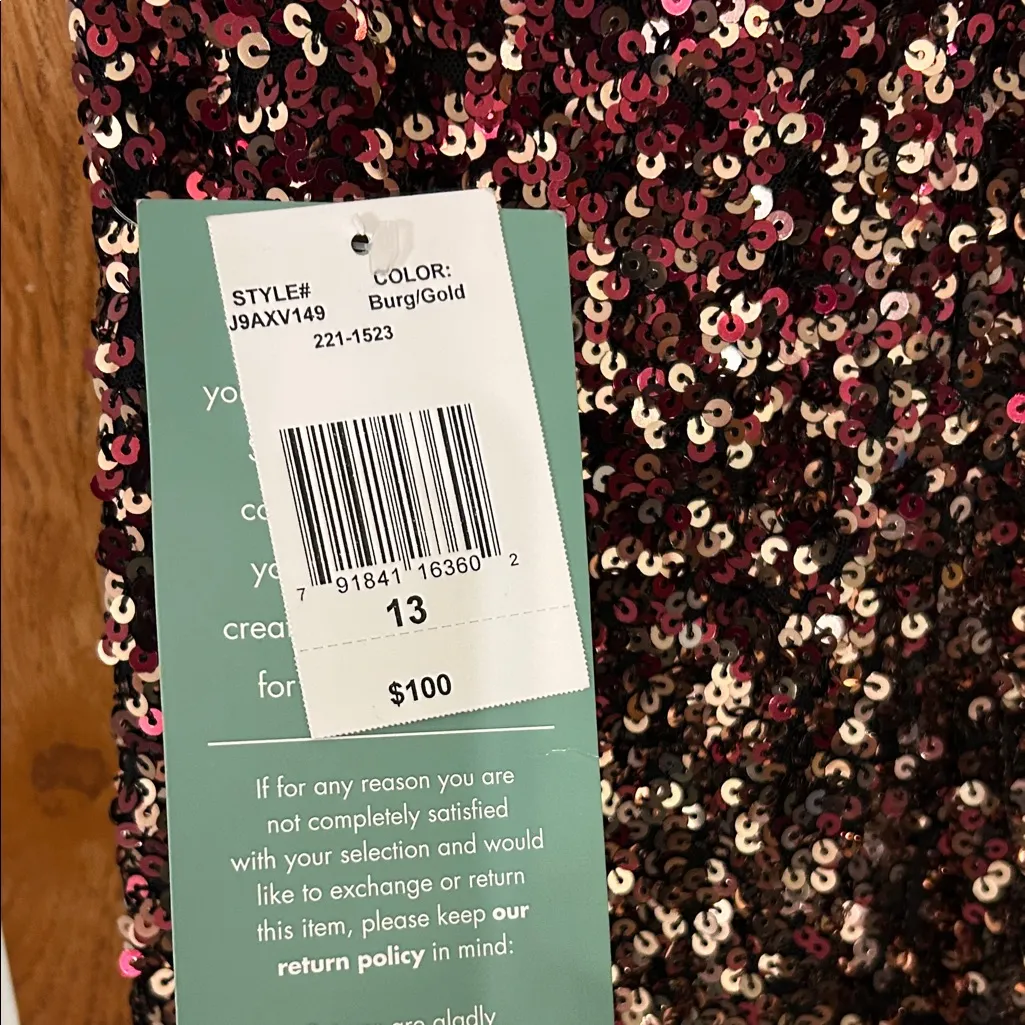 STYLE# COLOR:
J9AXV149 Burg/Gold
221-1523
7 91841 16360 2
13
$100
for
If for any reason you are
not completely satisfied
with your selection and would
like to exchange or return
this item, please keep our
return policy in mind:
gladly